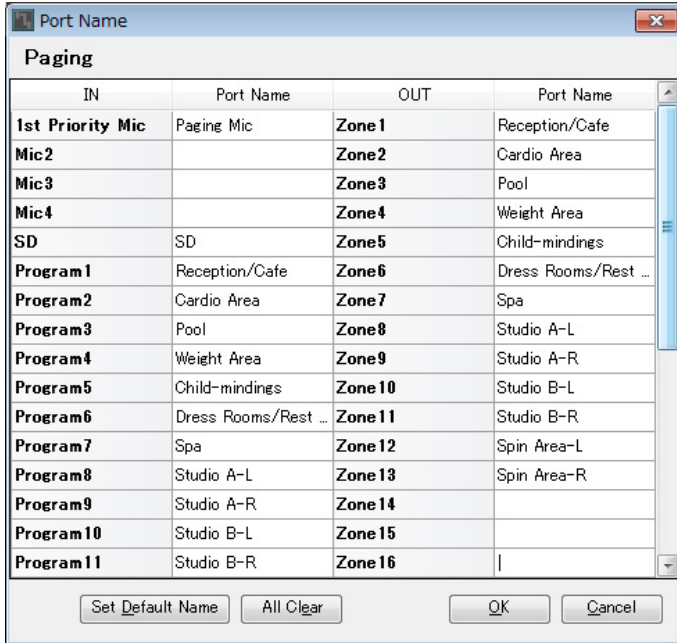 Port Name
Paging
IN Port Name OUT Port Name
1st Priority Mic Paging Mic Zone1 Reception/Cafe
Mic2 Zone2 Cardio Area
Mic3 Zone3 Pool
Mic4 Zone4 Weight Area
SD SD Zone5 Child-mindings
Program1 Reception/Cafe Zone6 Dress Rooms/Rest ...
Program2 Cardio Area Zone7 Spa
Program3 Pool Zone8 Studio A-L
Program4 Weight Area Zone9 Studio A-R
Program5 Child-mindings Zone10 Studio B-L
Program6 Dress Rooms/Rest ... Zone11 Studio B-R
Program7 Spa Zone12 Spin Area-L
Program8 Studio A-L Zone13 Spin Area-R
Program9 Studio A-R Zone14
Program10 Studio B-L Zone15
Program11 Studio B-R Zone16
Set Default Name All Clear OK Cancel